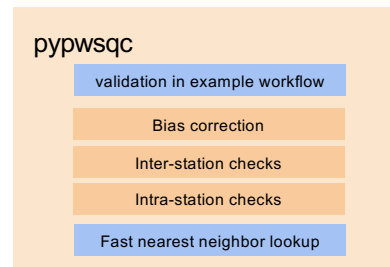 pypwsqc
validation in example workflow
Bias correction
Inter-station checks
Intra-station checks
Fast nearest neighbor lookup